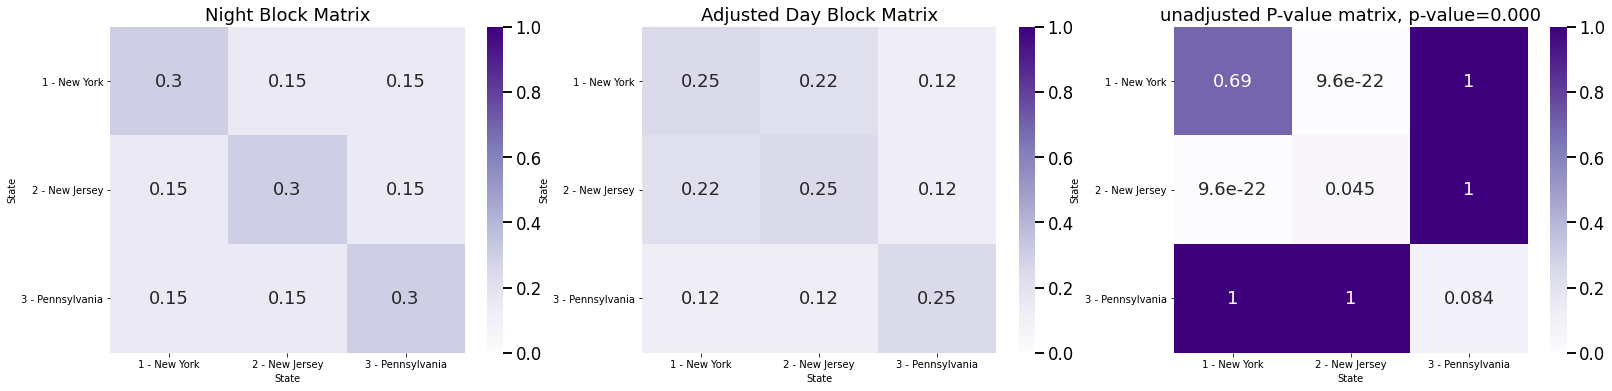 Night Block Matrix
State
1 - New York
2 - New Jersey
3 - Pennsylvania
0.3 0.15 0.15
0.15 0.3 0.15
0.15 0.15 0.3
1 - New York 2 - New Jersey 3 - Pennsylvania
State
1.0
0.8
0.6
0.4
0.2
0.0
Adjusted Day Block Matrix
State
1 - New York
2 - New Jersey
3 - Pennsylvania
0.25 0.22 0.12
0.22 0.25 0.12
0.12 0.12 0.25
1 - New York 2 - New Jersey 3 - Pennsylvania
State
1.0
0.8
0.6
0.4
0.2
0.0
unadjusted P-value matrix, p-value=0.000
State
1 - New York
2 - New Jersey
3 - Pennsylvania
0.69 9.6e-22 1
9.6e-22 0.045 1
1 1 0.084
1 - New York 2 - New Jersey 3 - Pennsylvania
State
1.0
0.8
0.6
0.4
0.2
0.0